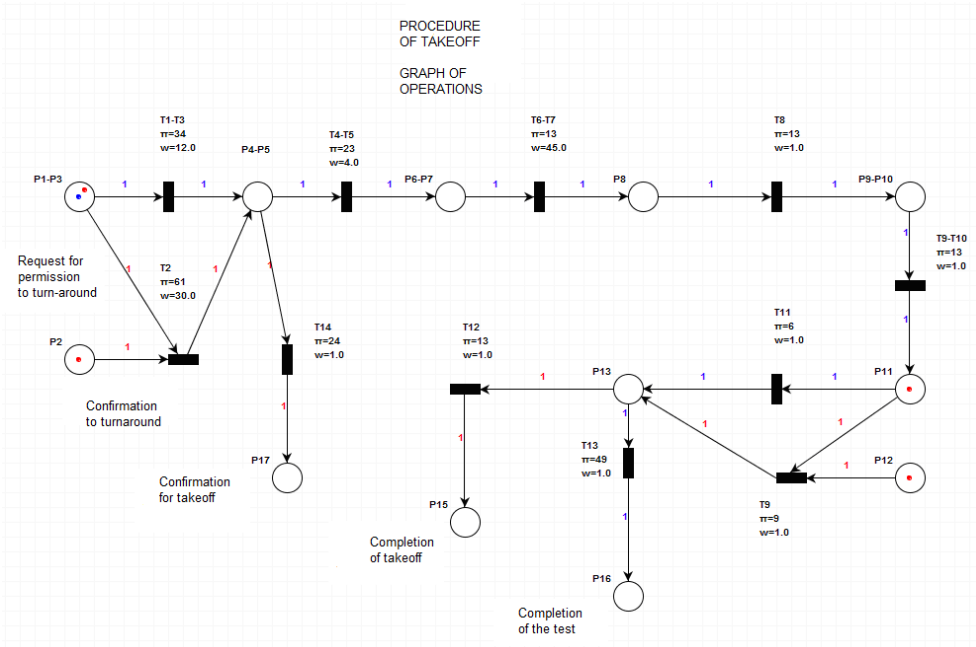 PROCEDURE
OF TAKEOFF
GRAPH OF
OPERATIONS
T1-T3
π=34
w=12.0
P4-P5
T4-T5
π=23
w=4.0
T6-T7
π=13
w=45.0
T8
π=13
w=1.0
P1-P3
1
1
1
1
P6-P7
1
1
P8
1
1
P9-P10
1
T9-T10
π=13
w=1.0
1
Request for
permission
to turn-around
1
T2
π=61
w=30.0
1
1
P2
1
T14
π=24
w=1.0
T12
π=13
w=1.0
T11
π=6
w=1.0
1
P13
1
1
P11
Confirmation
to turnaround
1
1
1
1
1
P17
1
T13
π=49
w=1.0
1
P12
Confirmation
for takeoff
P15
T9
π=9
w=1.0
1
Completion
of takeoff
P16
Completion
of the test